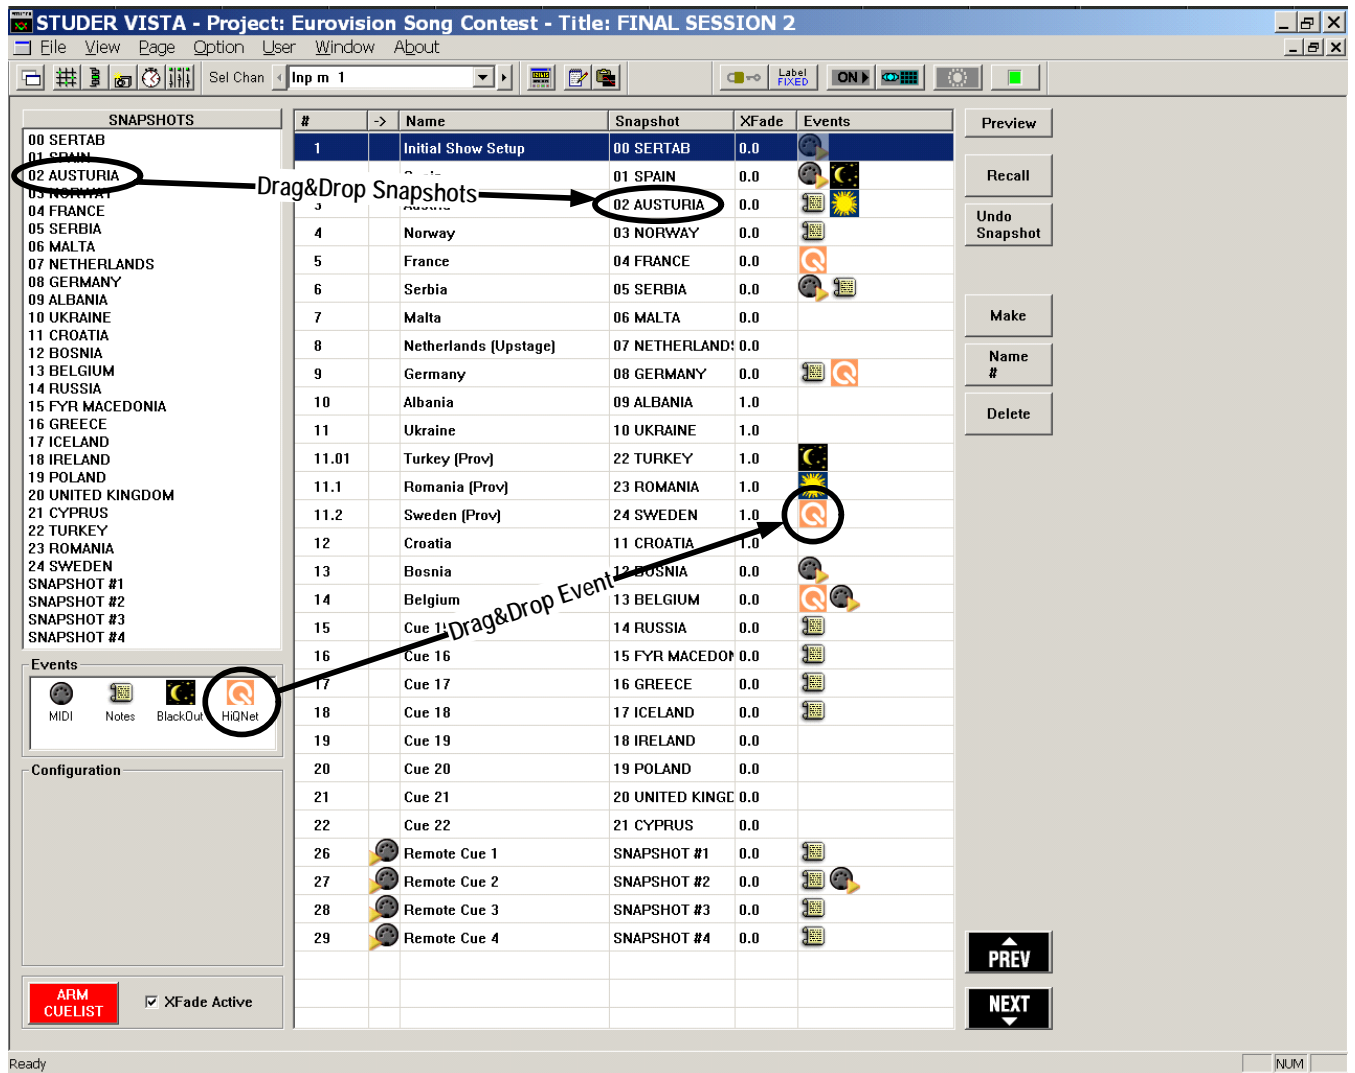 STUDER VISTA - Project: Eurovision Song Contest - Title: FINAL SESSION 2
File View Page Option User Window About
Sel Chan Inp m 1 Label FIXED ON
SNAPSHOTS
00 SERTAB
01 SPAIN
02 AUSTURIA
03 NORWAY
04 FRANCE
05 SERBIA
06 MALTA
07 NETHERLANDS
08 GERMANY
09 ALBANIA
10 UKRAINE
11 CROATIA
12 BOSNIA
13 BELGIUM
14 RUSSIA
15 FYR MACEDONIA
16 GREECE
17 ICELAND
18 IRELAND
19 POLAND
20 UNITED KINGDOM
21 CYPRUS
22 TURKEY
23 ROMANIA
24 SWEDEN
SNAPSHOT #1
SNAPSHOT #2
SNAPSHOT #3
SNAPSHOT #4
Events
MIDI Notes BlackOut HiQNet
Configuration
ARM
CUELIST
XFade Active
# -> Name Snapshot XFade Events
1 Initial Show Setup 00 SERTAB 0.0
01 SPAIN 0.0
3 Austria 02 AUSTURIA 0.0
4 Norway 03 NORWAY 0.0
5 France 04 FRANCE 0.0
6 Serbia 05 SERBIA 0.0
7 Malta 06 MALTA 0.0
8 Netherlands (Upstage) 07 NETHERLANDS 0.0
9 Germany 08 GERMANY 0.0
10 Albania 09 ALBANIA 1.0
11 Ukraine 10 UKRAINE 1.0
11.01 Turkey (Prov) 22 TURKEY 1.0
11.1 Romania (Prov) 23 ROMANIA 1.0
11.2 Sweden (Prov) 24 SWEDEN 1.0
12 Croatia 11 CROATIA 1.0
13 Bosnia 12 BOSNIA 0.0
14 Belgium 13 BELGIUM 0.0
15 Cue 15 14 RUSSIA 0.0
16 Cue 16 15 FYR MACEDON 0.0
17 Cue 17 16 GREECE 0.0
18 Cue 18 17 ICELAND 0.0
19 Cue 19 18 IRELAND 0.0
20 Cue 20 19 POLAND 0.0
21 Cue 21 20 UNITED KINGD 0.0
22 Cue 22 21 CYPRUS 0.0
26 Remote Cue 1 SNAPSHOT #1 0.0
27 Remote Cue 2 SNAPSHOT #2 0.0
28 Remote Cue 3 SNAPSHOT #3 0.0
29 Remote Cue 4 SNAPSHOT #4 0.0
Drag&Drop Snapshots
Drag&Drop Event
Preview
Recall
Undo
Snapshot
Make
Name
#
Delete
PREV
NEXT
Ready NUM